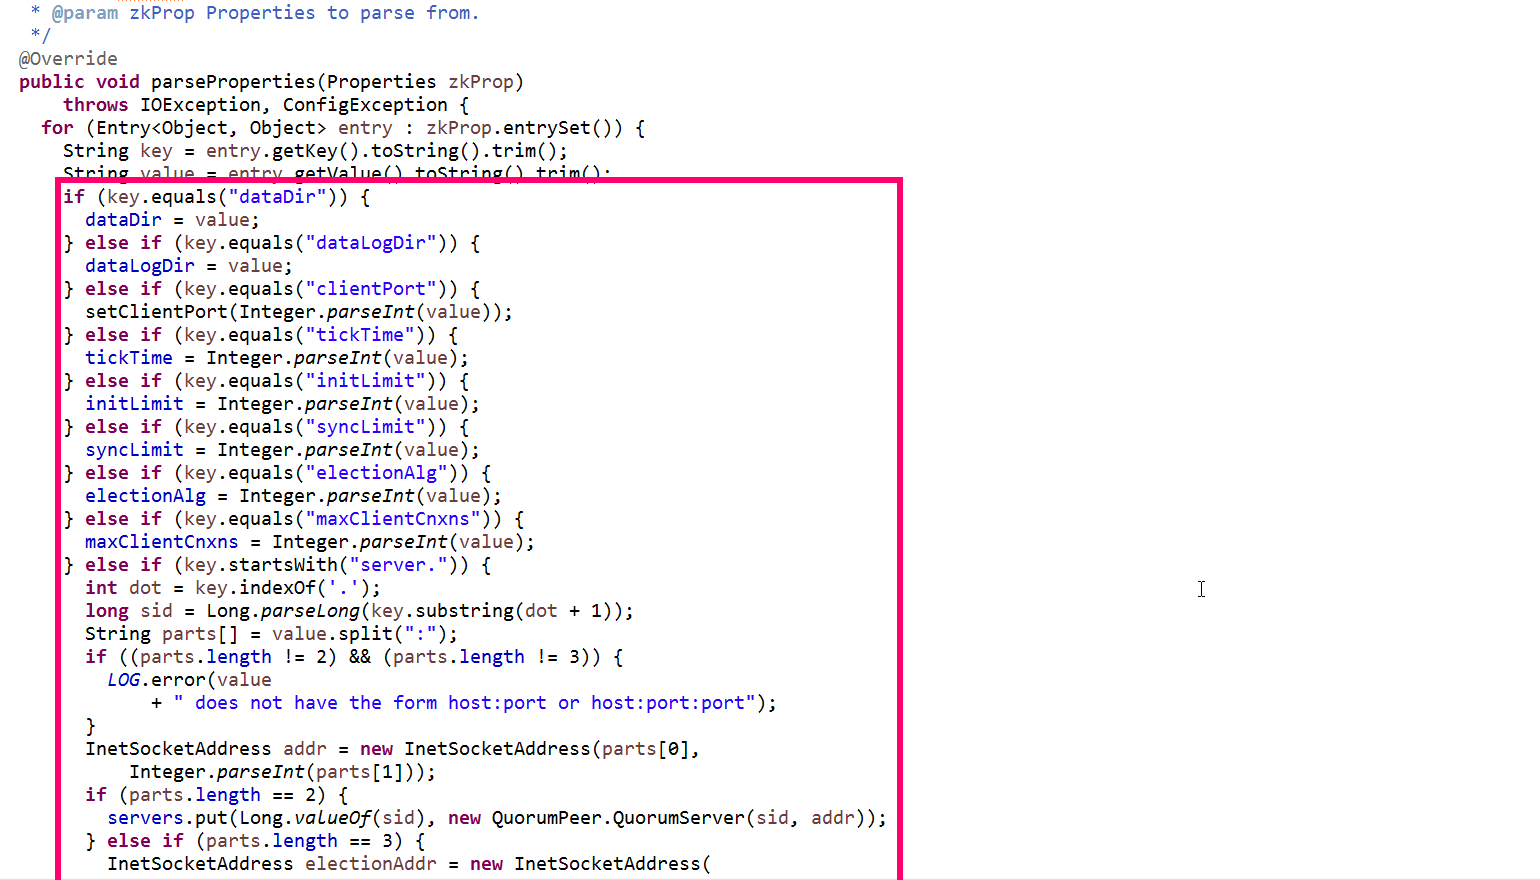 * @param zkProp Properties to parse from.
*/
@Override
public void parseProperties(Properties zkProp)
throws IOException, ConfigException {
for (Entry<Object, Object> entry : zkProp.entrySet()) {
String key = entry.getKey().toString().trim();
String value = entry.getValue().toString().trim();
if (key.equals("dataDir")) {
dataDir = value;
} else if (key.equals("dataLogDir")) {
dataLogDir = value;
} else if (key.equals("clientPort")) {
setClientPort(Integer.parseInt(value));
} else if (key.equals("tickTime")) {
tickTime = Integer.parseInt(value);
} else if (key.equals("initLimit")) {
initLimit = Integer.parseInt(value);
} else if (key.equals("syncLimit")) {
syncLimit = Integer.parseInt(value);
} else if (key.equals("electionAlg")) {
electionAlg = Integer.parseInt(value);
} else if (key.equals("maxClientCnxns")) {
maxClientCnxns = Integer.parseInt(value);
} else if (key.startsWith("server.")) {
int dot = key.indexOf('.');
long sid = Long.parseLong(key.substring(dot + 1));
String parts[] = value.split(":");
if ((parts.length != 2) && (parts.length != 3)) {
LOG.error(value
+ " does not have the form host:port or host:port:port");
}
InetSocketAddress addr = new InetSocketAddress(parts[0],
Integer.parseInt(parts[1]));
if (parts.length == 2) {
servers.put(Long.valueOf(sid), new QuorumPeer.QuorumServer(sid, addr));
} else if (parts.length == 3) {
InetSocketAddress electionAddr = new InetSocketAddress(